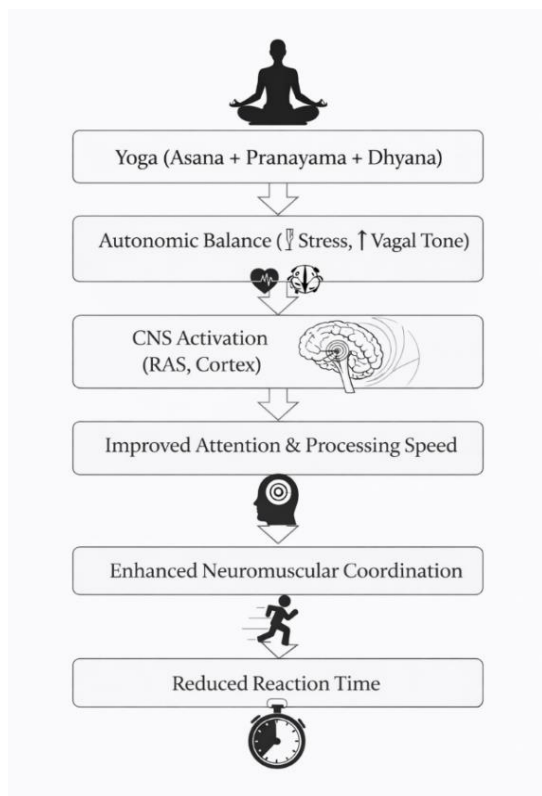 Yoga (Asana + Pranayama + Dhyana)
Autonomic Balance (Stress, ↑ Vagal Tone)
CNS Activation
(RAS, Cortex)
Improved Attention & Processing Speed
Enhanced Neuromuscular Coordination
Reduced Reaction Time